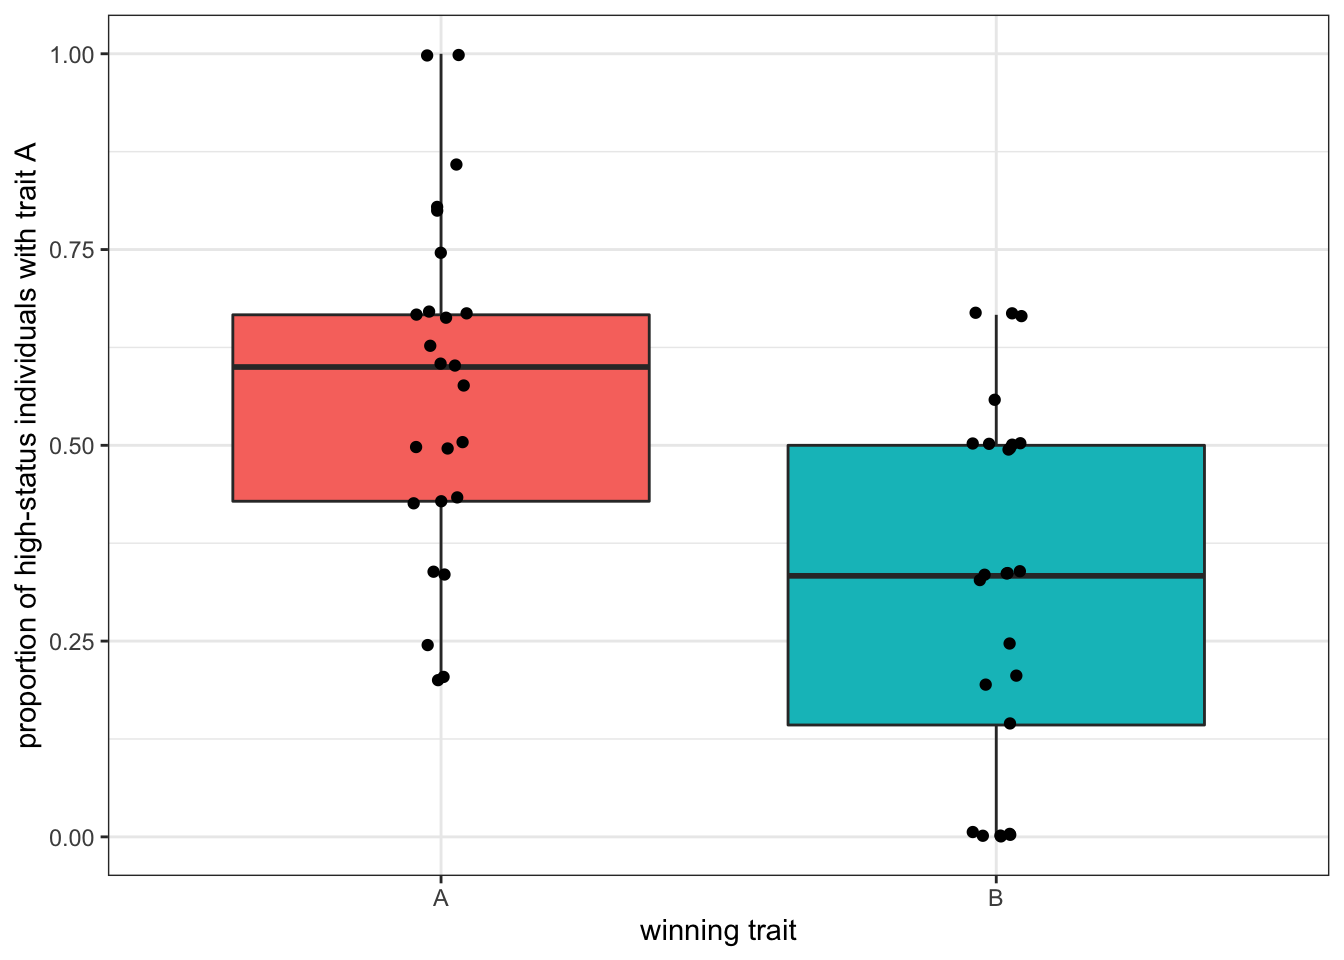 proportion of high-status individuals with trait A
1.00
0.75
0.50
0.25
0.00
A
B
winning trait